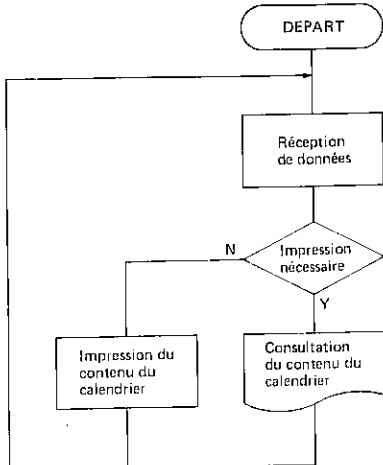 DEPART
Réception
de données
Impression
nécessaire
N
Y
Impression du
contenu du
calendrier
Consultation
du contenu du
calendrier